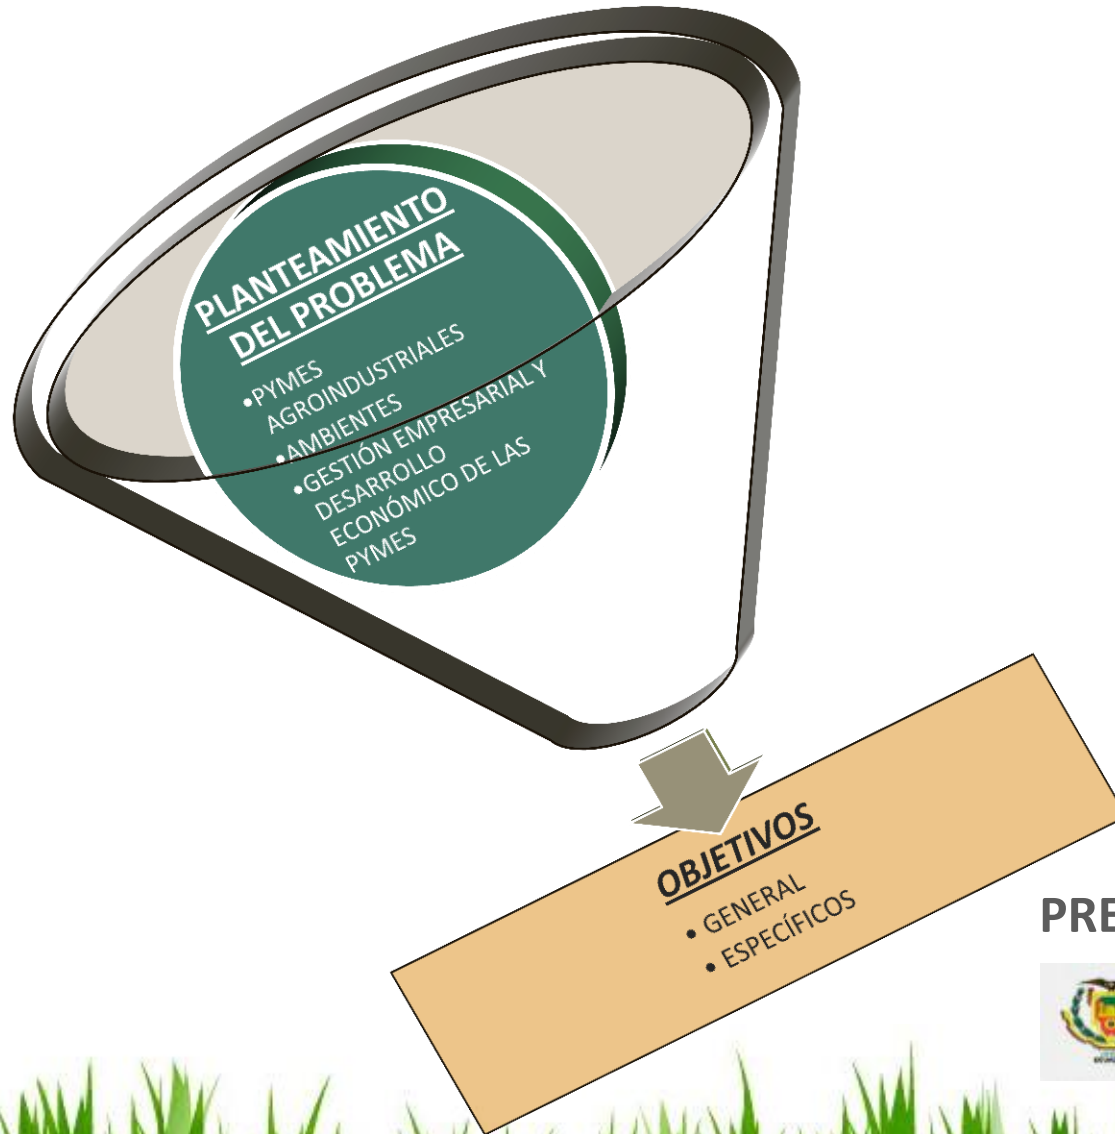 PLANTEAMIENTO
DEL PROBLEMA
•PYMES
AGROINDUSTRIALES
•AMBIENTES
•GESTIÓN EMPRESARIAL Y
DESARROLLO
ECONÓMICO DE LAS
PYMES
OBJETIVOS
• GENERAL
• ESPECÍFICOS
PRE